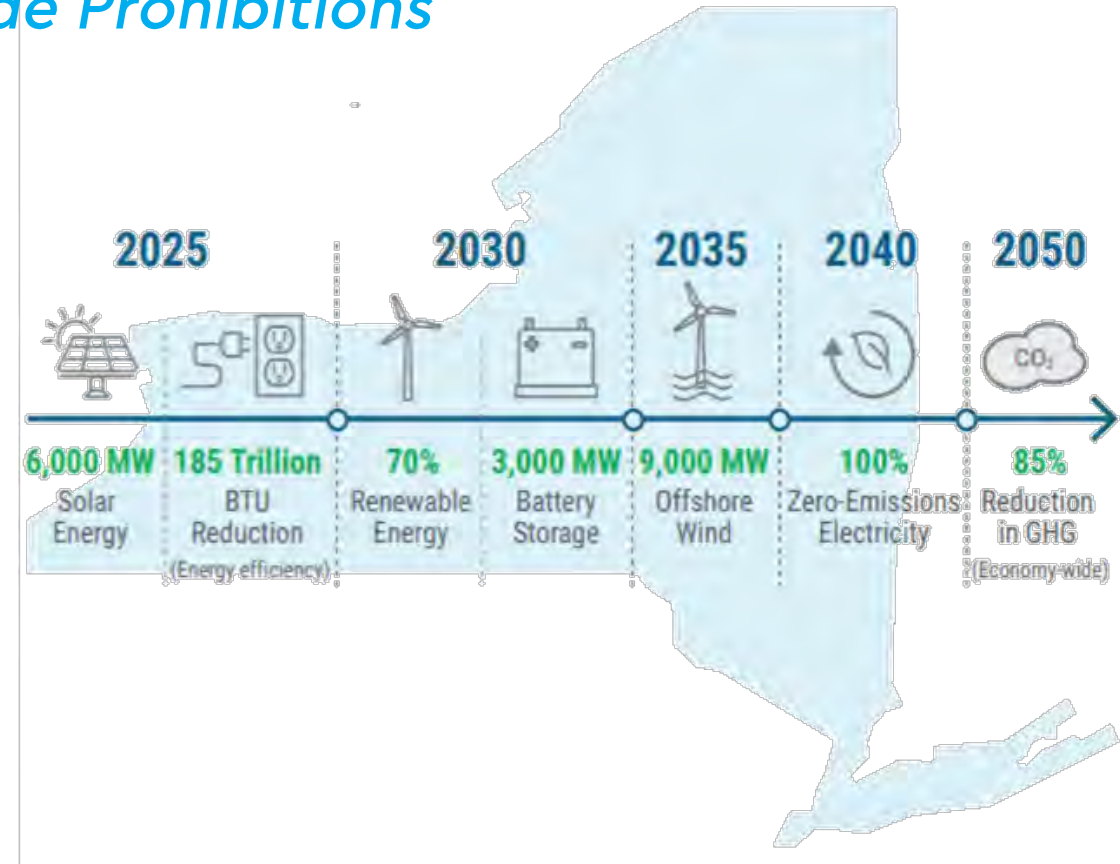 de Prohibitions
2025
2030
2035
2040
2050
CO₂
6,000 MW
Solar
Energy
185 Trillion
BTU
Reduction
(Energy efficiency)
70%
Renewable
Energy
3,000 MW
Battery
Storage
9,000 MW
Offshore
Wind
100%
Zero-Emissions
Electricity
85%
Reduction
in GHG
(Economy-wide)